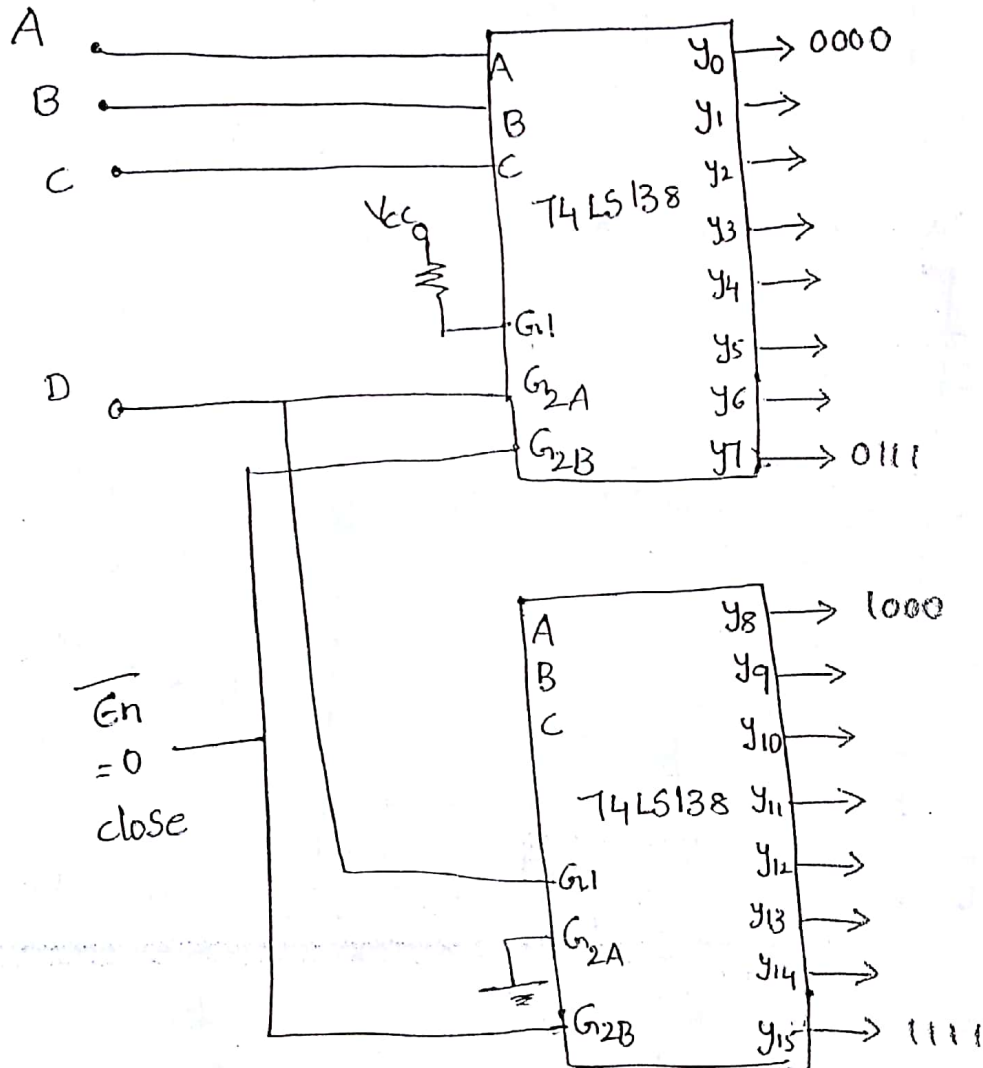 A
B
C
Vcc
D
A
B
C
74LS138
G1
G2A
G2B
y0
y1
y2
y3
y4
y5
y6
y7
0000
0111
En
=0
close
A
B
C
74LS138
G1
G2A
G2B
y8
y9
y10
y11
y12
y13
y14
y15
1000
1111